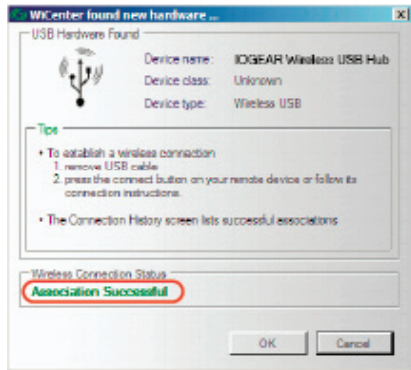 WiCenter found new hardware ...
USB Hardware Found
Device name: IOGEAR Wireless USB Hub
Device class: Unknown
Device type: Wireless USB
Tips
• To establish a wireless connection
1. remove USB cable
2. press the connect button on your remote device or follow its
connection instructions.
• The Connection History screen lists successful associations
Wireless Connection Status
Association Successful
OK Cancel